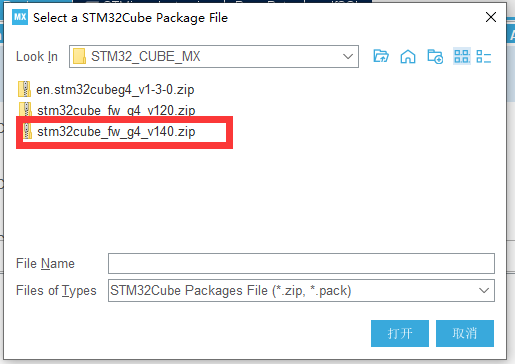 MX Select a STM32Cube Package File
Look In STM32_CUBE_MX
en.stm32cubeg4_v1-3-0.zip
stm32cube_fw_g4_v120.zip
stm32cube_fw_g4_v140.zip
File Name
Files of Types STM32Cube Packages File (*.zip, *.pack)
打开 取消